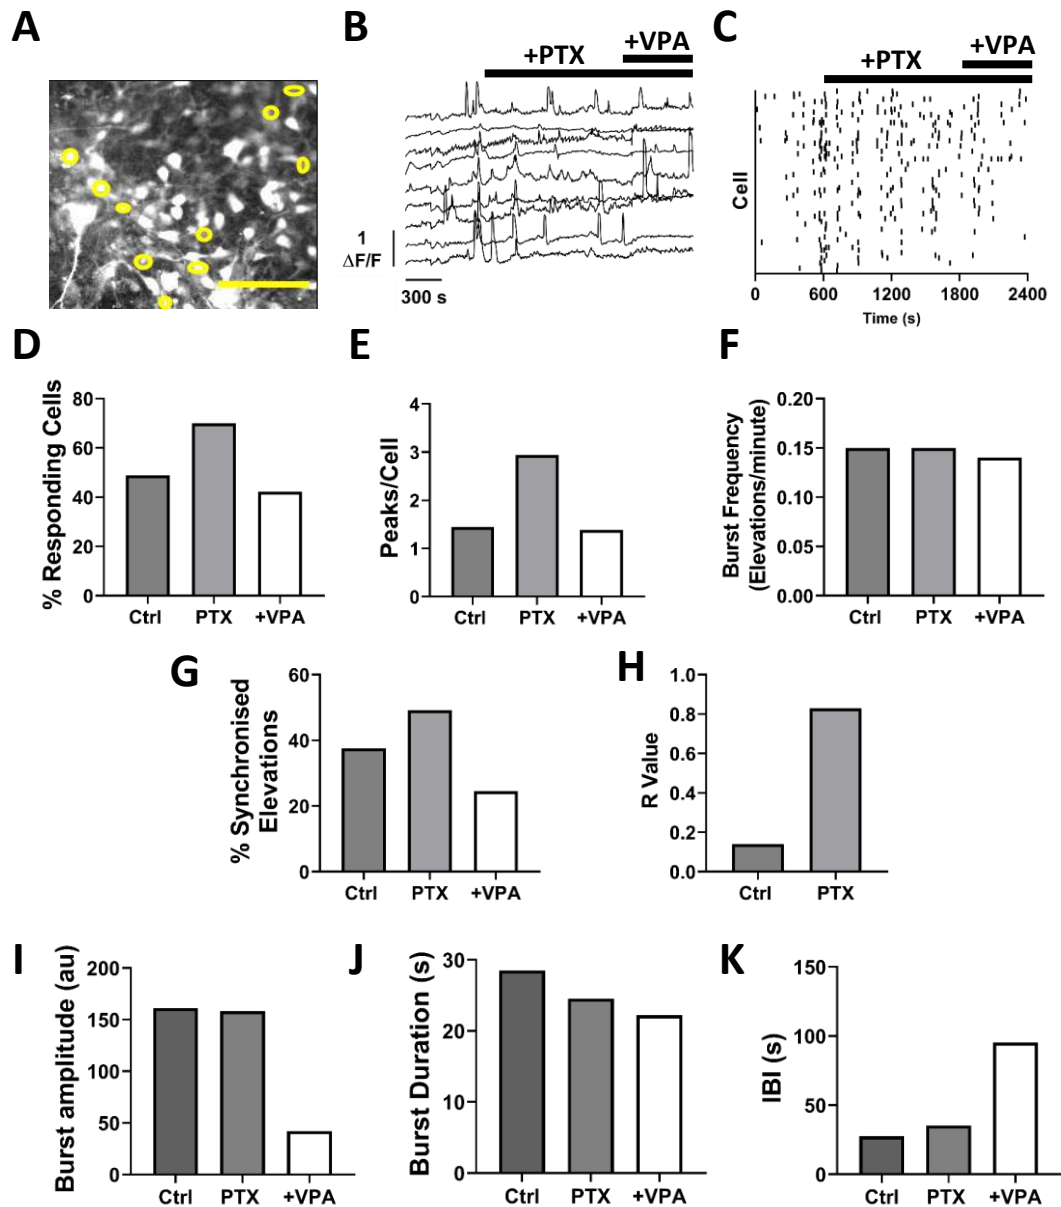 A
B
+PTX
+VPA
1
ΔF/F
300 s
C
+PTX
+VPA
Cell
0
600
1200
1800
2400
Time (s)
D
% Responding Cells
80
60
40
20
0
Ctrl
PTX
+VPA
E
Peaks/Cell
4
3
2
1
0
Ctrl
PTX
+VPA
F
Burst Frequency
(Elevations/minute)
0.20
0.15
0.10
0.05
0.00
Ctrl
PTX
+VPA
G
% Synchronised
Elevations
60
40
20
0
Ctrl
PTX
+VPA
H
R Value
1.0
0.8
0.6
0.4
0.2
0.0
Ctrl
PTX
I
Burst amplitude (au)
200
150
100
50
0
Ctrl
PTX
+VPA
J
Burst Duration (s)
30
20
10
0
Ctrl
PTX
+VPA
K
IBI (s)
150
100
50
0
Ctrl
PTX
+VPA